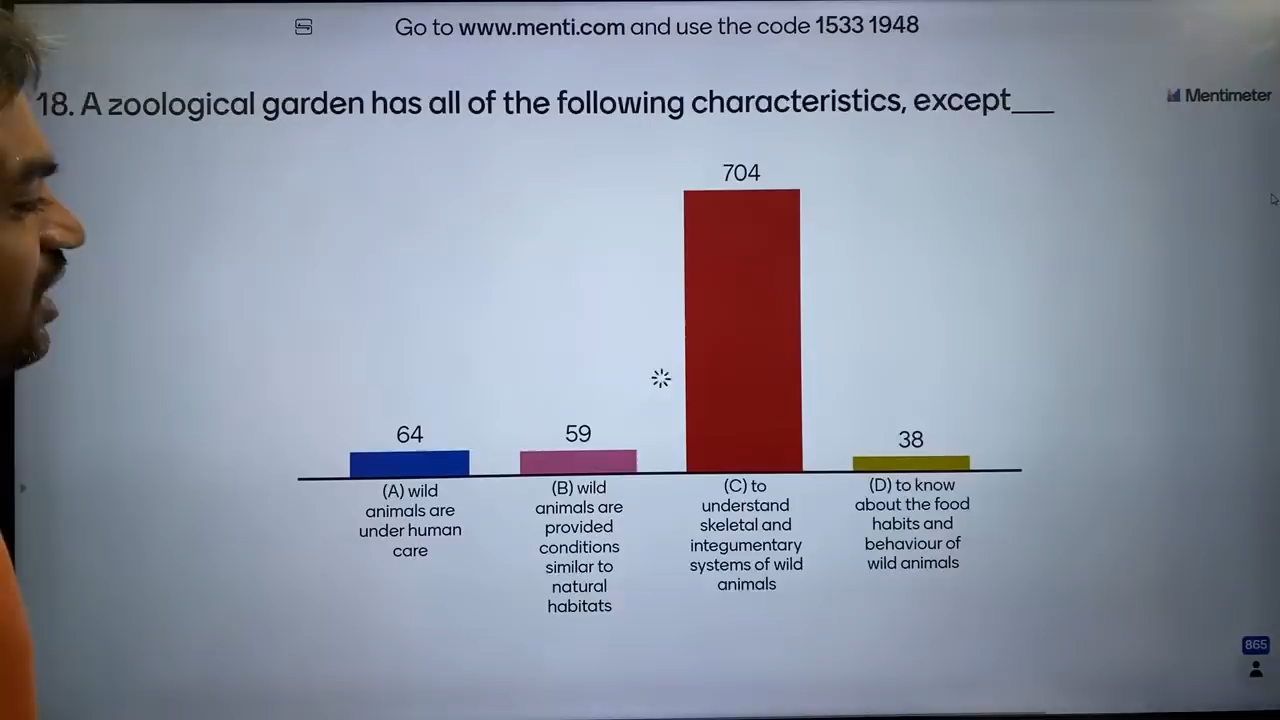 Go to www.menti.com and use the code 1533 1948
18. A zoological garden has all of the following characteristics, except___
Mentimeter
704
64
59
38
(A) wild
animals are
under human
care
(B) wild
animals are
provided
conditions
similar to
natural
habitats
(C) to
understand
skeletal and
integumentary
systems of wild
animals
(D) to know
about the food
habits and
behaviour of
wild animals
865